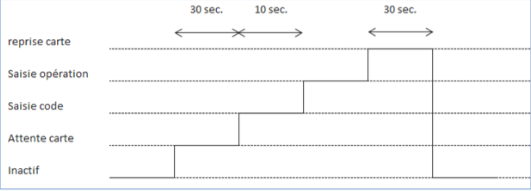 30 sec. 10 sec. 30 sec.
reprise carte
Saisie opération
Saisie code
Attente carte
Inactif